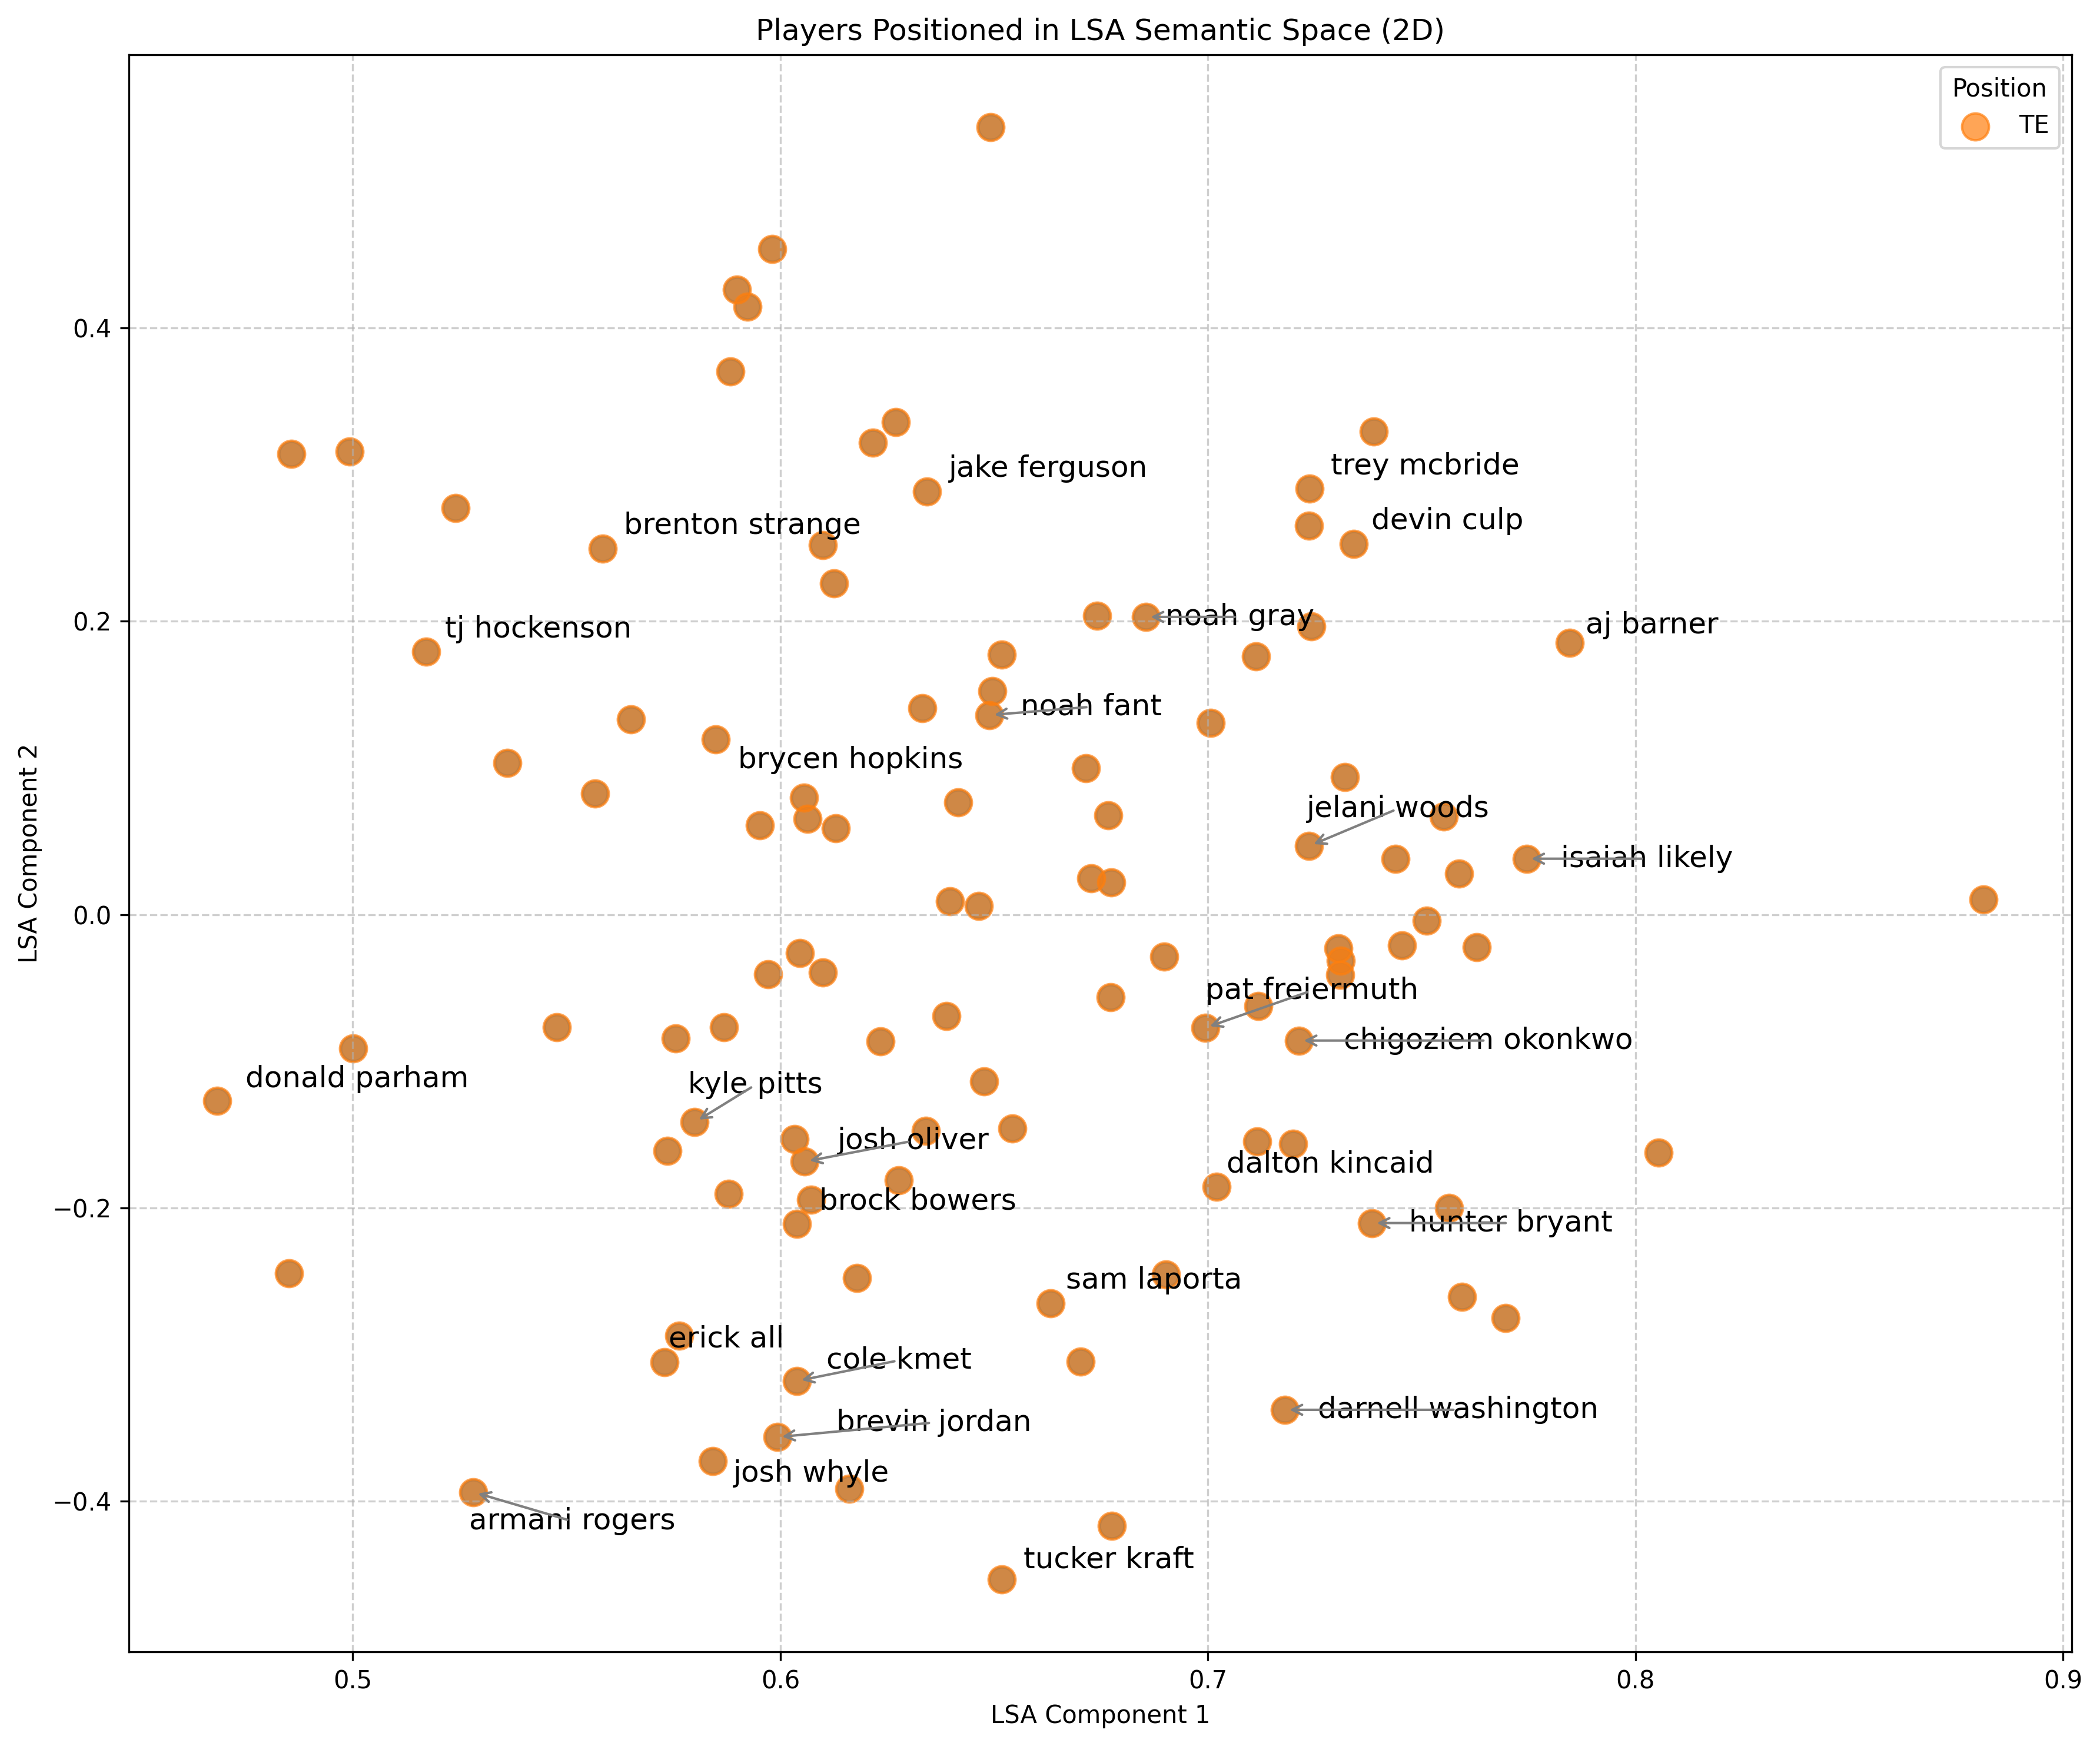 Players Positioned in LSA Semantic Space (2D)
Position
TE
jake ferguson
trey mcbride
brenton strange
devin culp
tj hockenson
noah gray
aj barner
noah fant
brycen hopkins
jelani woods
isaiah likely
pat freiermuth
chigoziem okonkwo
donald parham
kyle pitts
josh oliver
dalton kincaid
brock bowers
hunter bryant
sam laporta
erick all
cole kmet
darnell washington
brevin jordan
josh whyle
armani rogers
tucker kraft
0.4
0.2
0.0
−0.2
−0.4
LSA Component 2
0.5
0.6
0.7
0.8
0.9
LSA Component 1